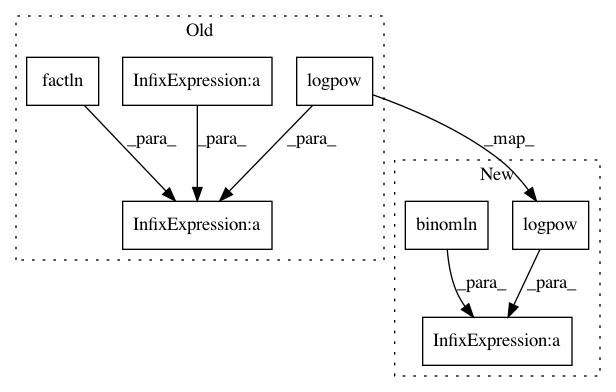 Old
factln
InfixExpression:a
logpow
_para_
_para_
_para_
_map_
InfixExpression:a
New
binomln
logpow
_para_
_para_
InfixExpression:a